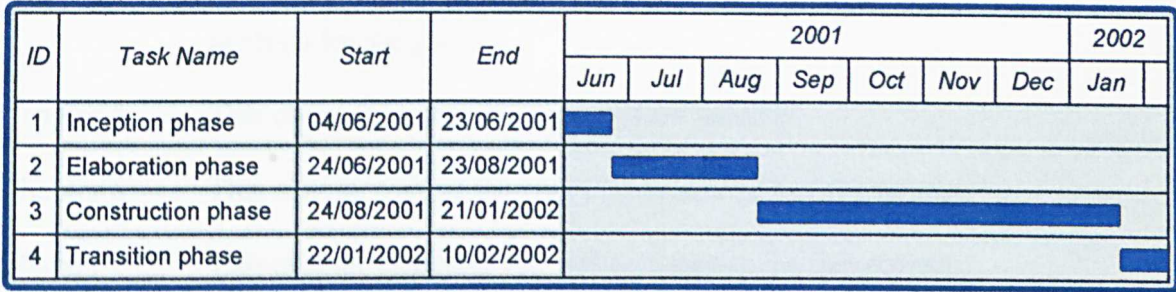 ID Task Name Start End 2001 2002
Jun Jul Aug Sep Oct Nov Dec Jan
1 Inception phase 04/06/2001 23/06/2001
2 Elaboration phase 24/06/2001 23/08/2001
3 Construction phase 24/08/2001 21/01/2002
4 Transition phase 22/01/2002 10/02/2002